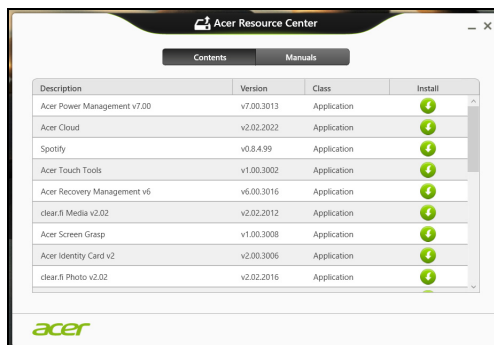 Acer Resource Center
Contents Manuals
Description Version Class Install
Acer Power Management v7.00 v7.00.3013 Application
Acer Cloud v2.02.2022 Application
Spotify v0.8.4.99 Application
Acer Touch Tools v1.00.3002 Application
Acer Recovery Management v6 v6.00.3016 Application
clear.fi Media v2.02 v2.02.2012 Application
Acer Screen Grasp v1.00.3008 Application
Acer Identity Card v2 v2.00.3006 Application
clear.fi Photo v2.02 v2.02.2016 Application
acer